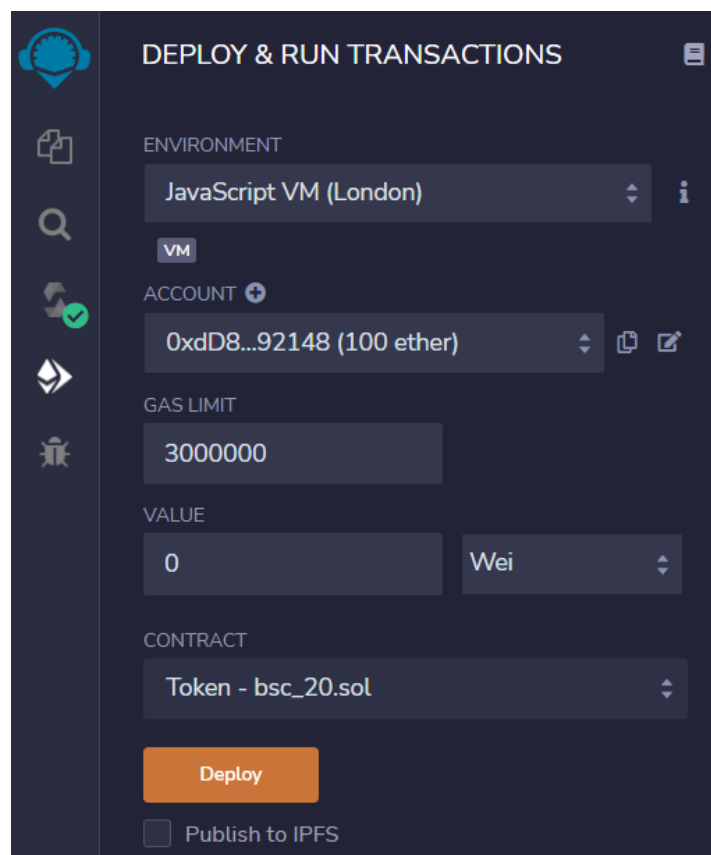 DEPLOY & RUN TRANSACTIONS
ENVIRONMENT
JavaScript VM (London)
VM
ACCOUNT
0xdD8...92148 (100 ether)
GAS LIMIT
3000000
VALUE
0 Wei
CONTRACT
Token - bsc_20.sol
Deploy
Publish to IPFS